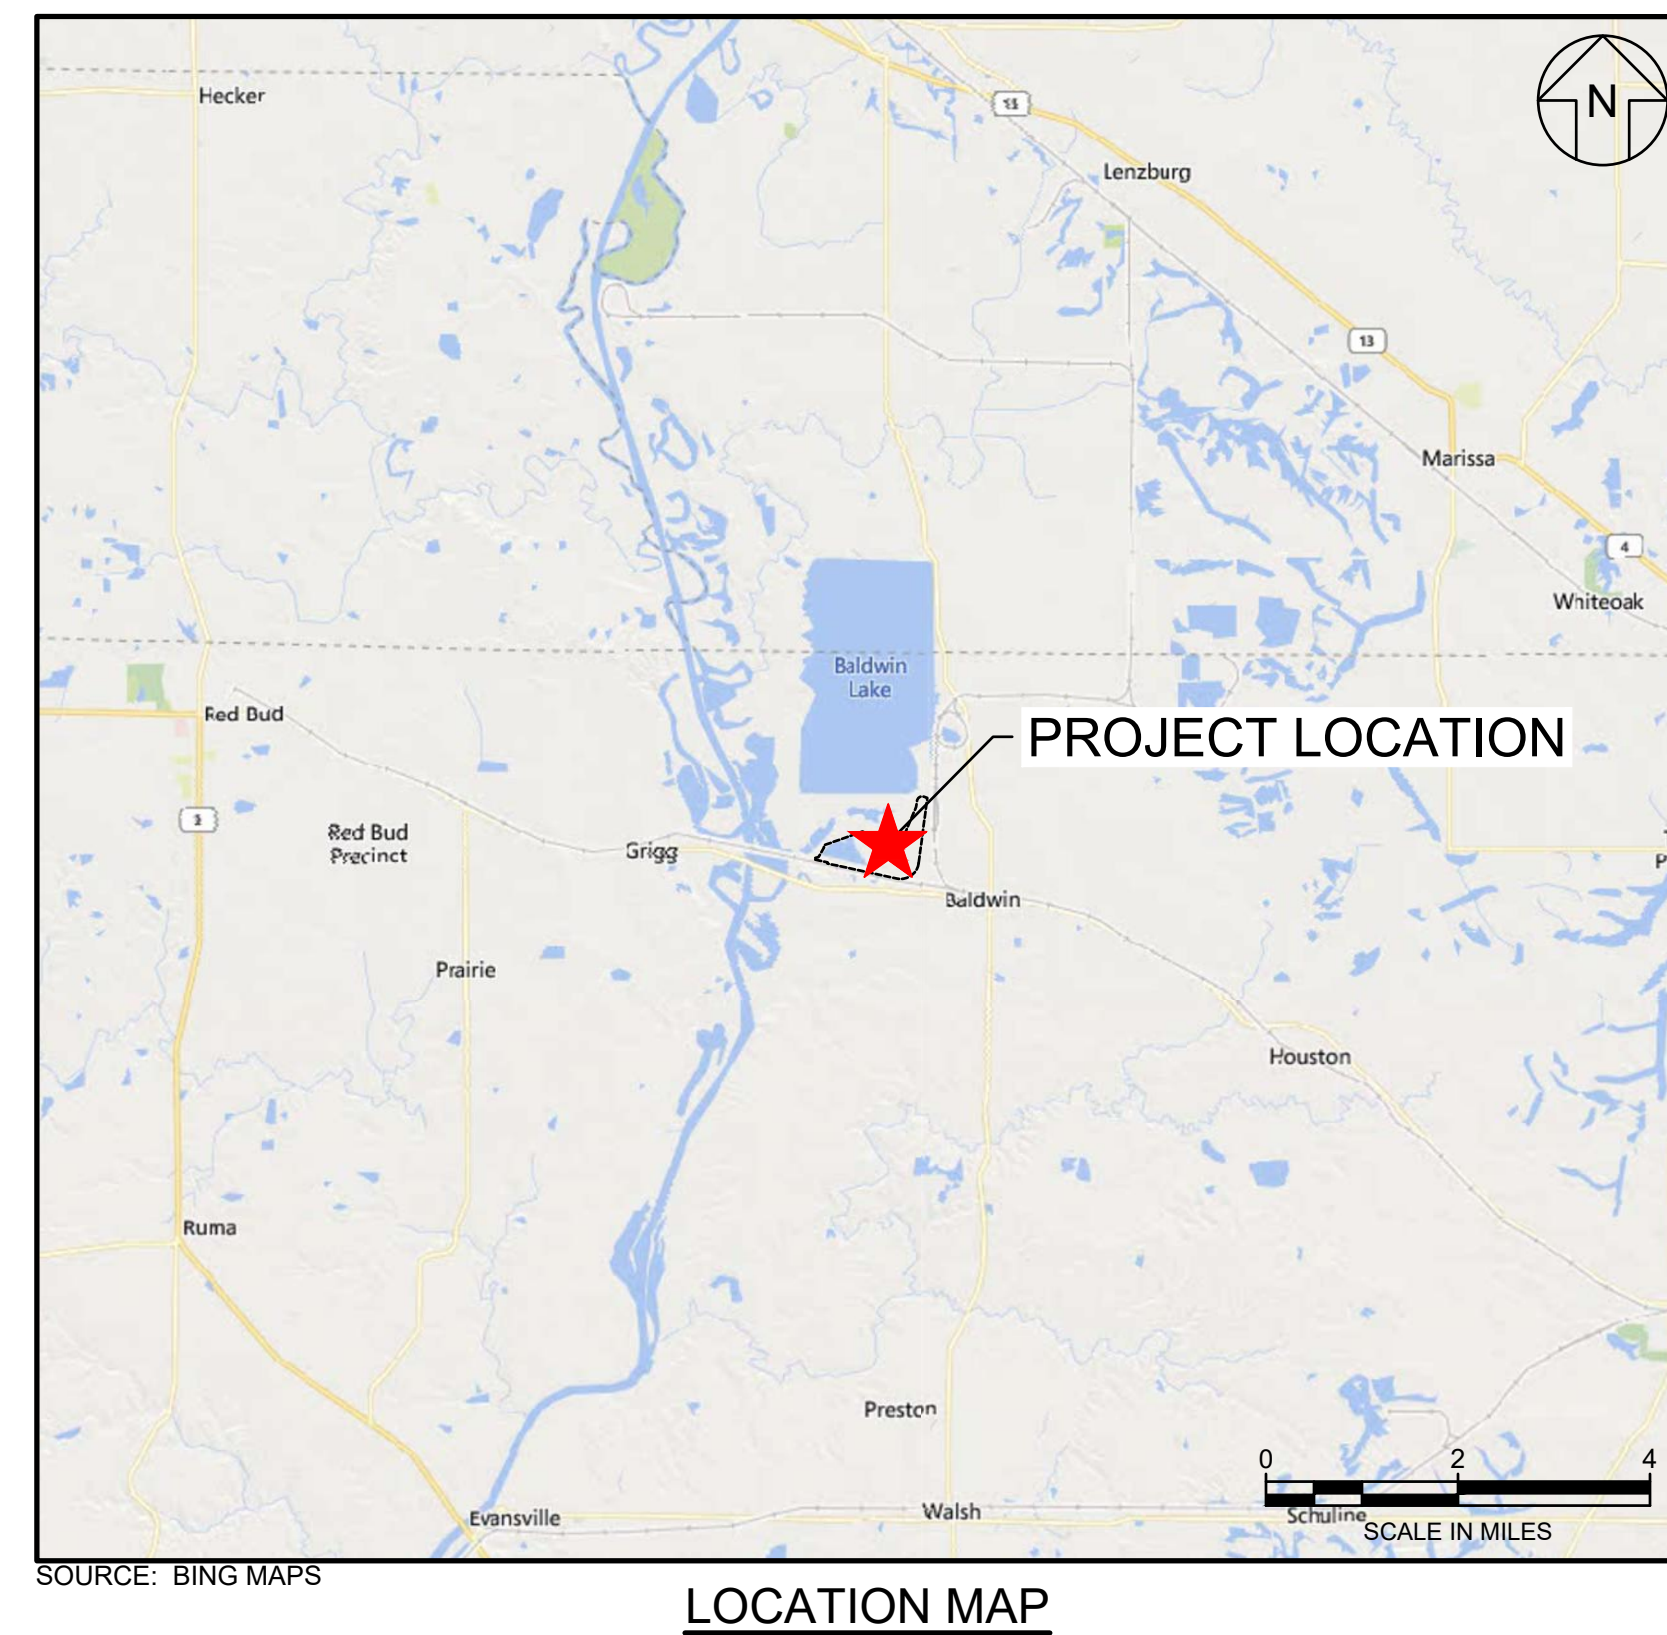 Hecker
N
13
Lenzburg
13
Marissa
4
Whiteoak
Baldwin
Lake
Red Bud
PROJECT LOCATION
3
Red Bud
Precinct
Grigg
P
Baldwin
Prairie
Houston
Ruma
Preston
0 2 4
Evansville
Walsh
Schuline
SCALE IN MILES
SOURCE: BING MAPS
LOCATION MAP